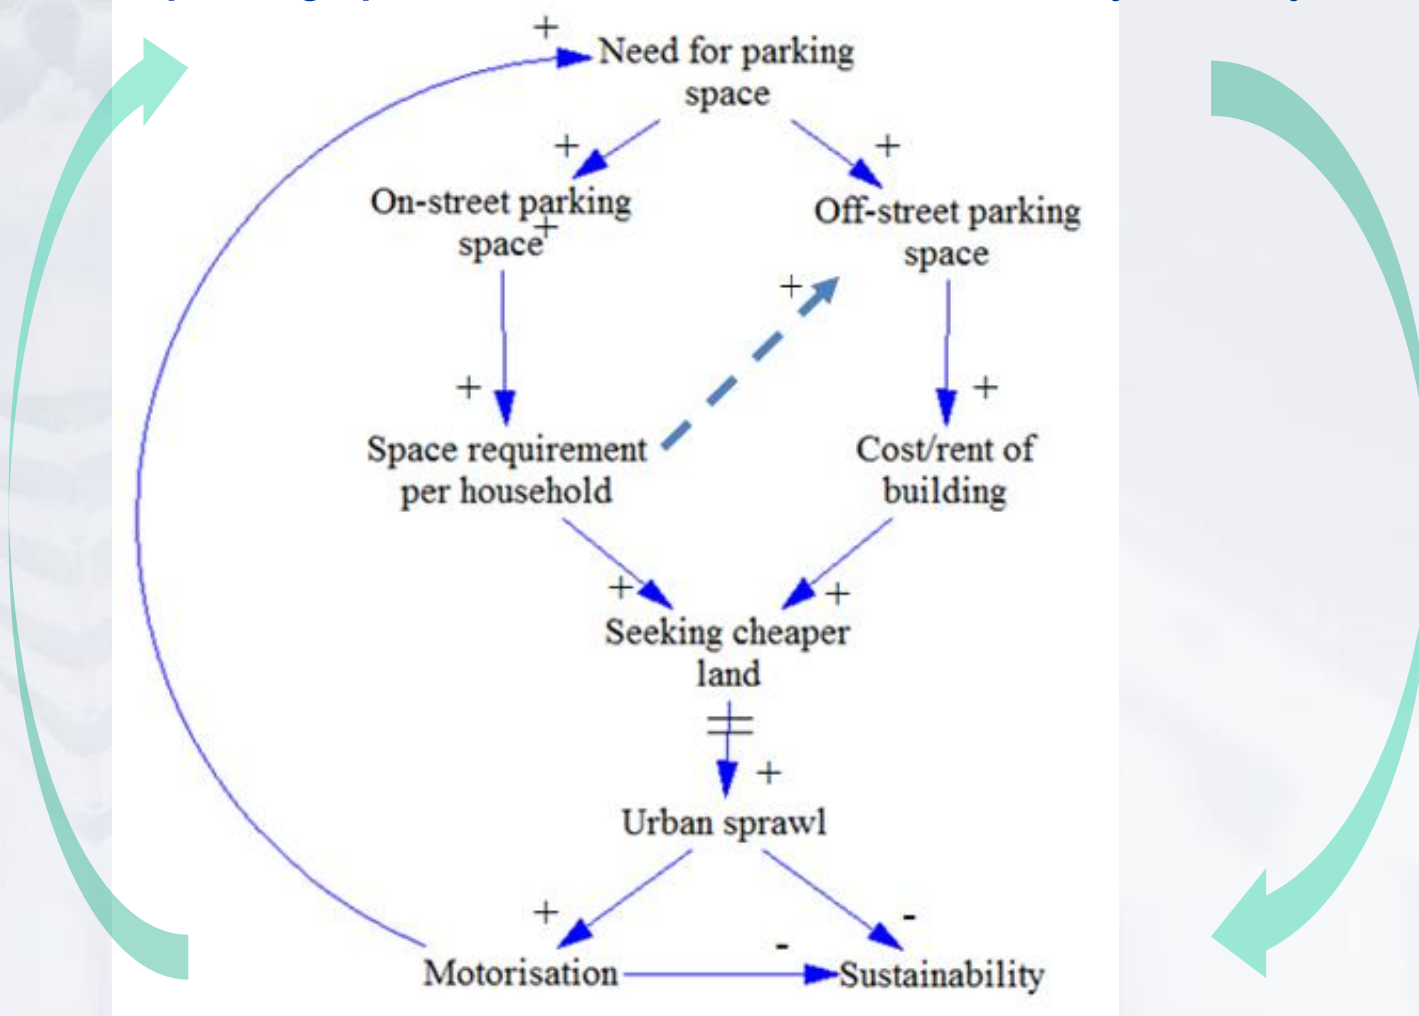 +
Need for parking
space
+
+
On-street parking
space+
Off-street parking
space
+
+
+
Space requirement
per household
Cost/rent of
building
+
+
Seeking cheaper
land
+
Urban sprawl
+
-
-
Motorisation
Sustainability